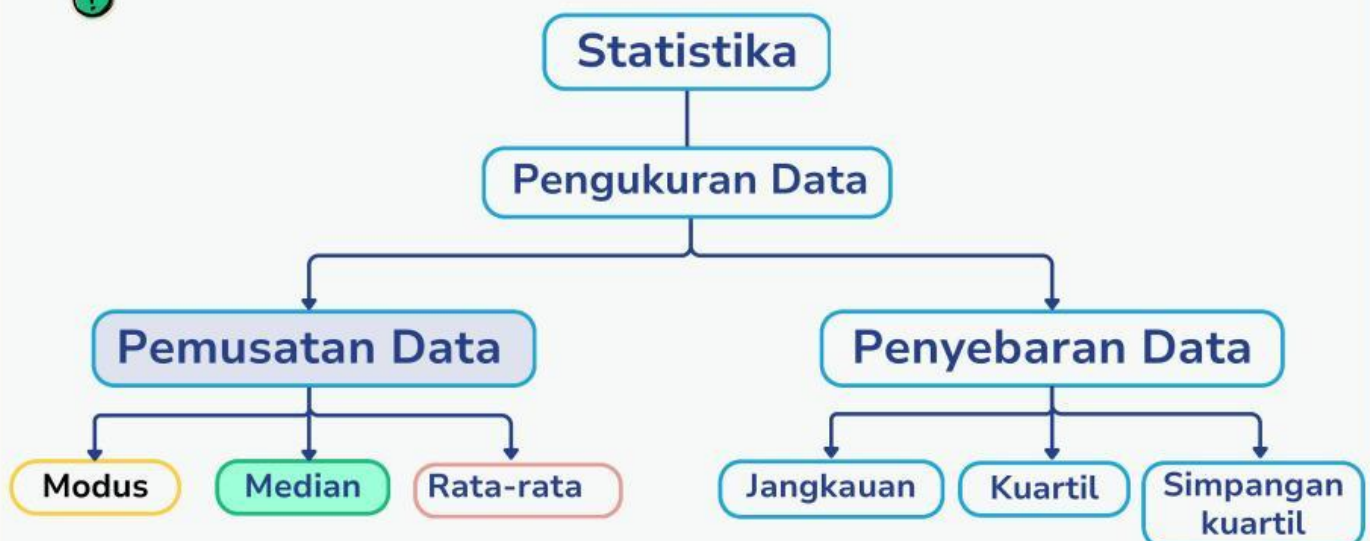 Statistika
Pengukuran Data
Pemusatan Data
Penyebaran Data
Modus
Median
Rata-rata
Jangkauan
Kuartil
Simpangan
kuartil